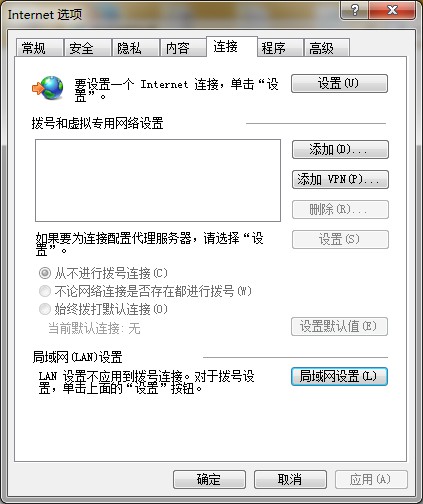 Internet 选项
常规
安全
隐私
内容
连接
程序
高级
要设置一个 Internet 连接，单击“设
置”。
设置(U)
拨号和虚拟专用网络设置
添加(D)...
添加 VPN(P)...
删除(R)...
如果要为连接配置代理服务器，请选择“设
置”。
设置(S)
从不进行拨号连接(C)
不论网络连接是否存在都进行拨号(W)
始终拨打默认连接(O)
当前默认连接: 无
设置默认值(E)
局域网(LAN)设置
LAN 设置不应用到拨号连接。对于拨号设
置，单击上面的“设置”按钮。
局域网设置(L)
确定
取消
应用(A)